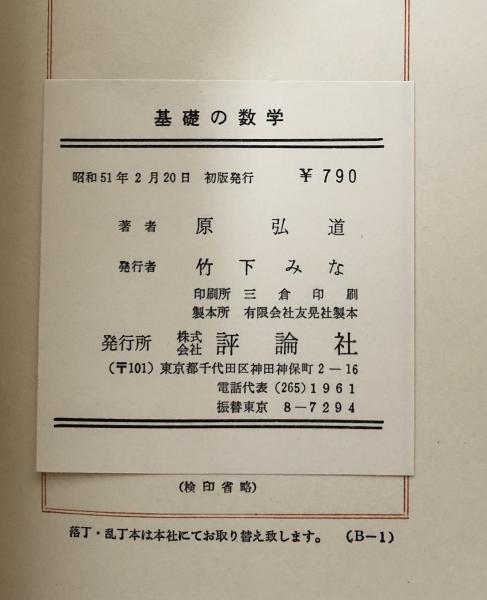 基礎の数学
昭和51年2月20日 初版発行 ¥790
著者 原弘道
発行者 竹下みな
印刷所 三倉印刷
製本所 有限会社友晃社製本
発行所 株式会社 評論社
(〒101) 東京都千代田区神田神保町2-16
電話代表 (265) 1961
振替東京 8-7294
(検印省略)
落丁・乱丁本は本社にてお取り替え致します。 (B-1)